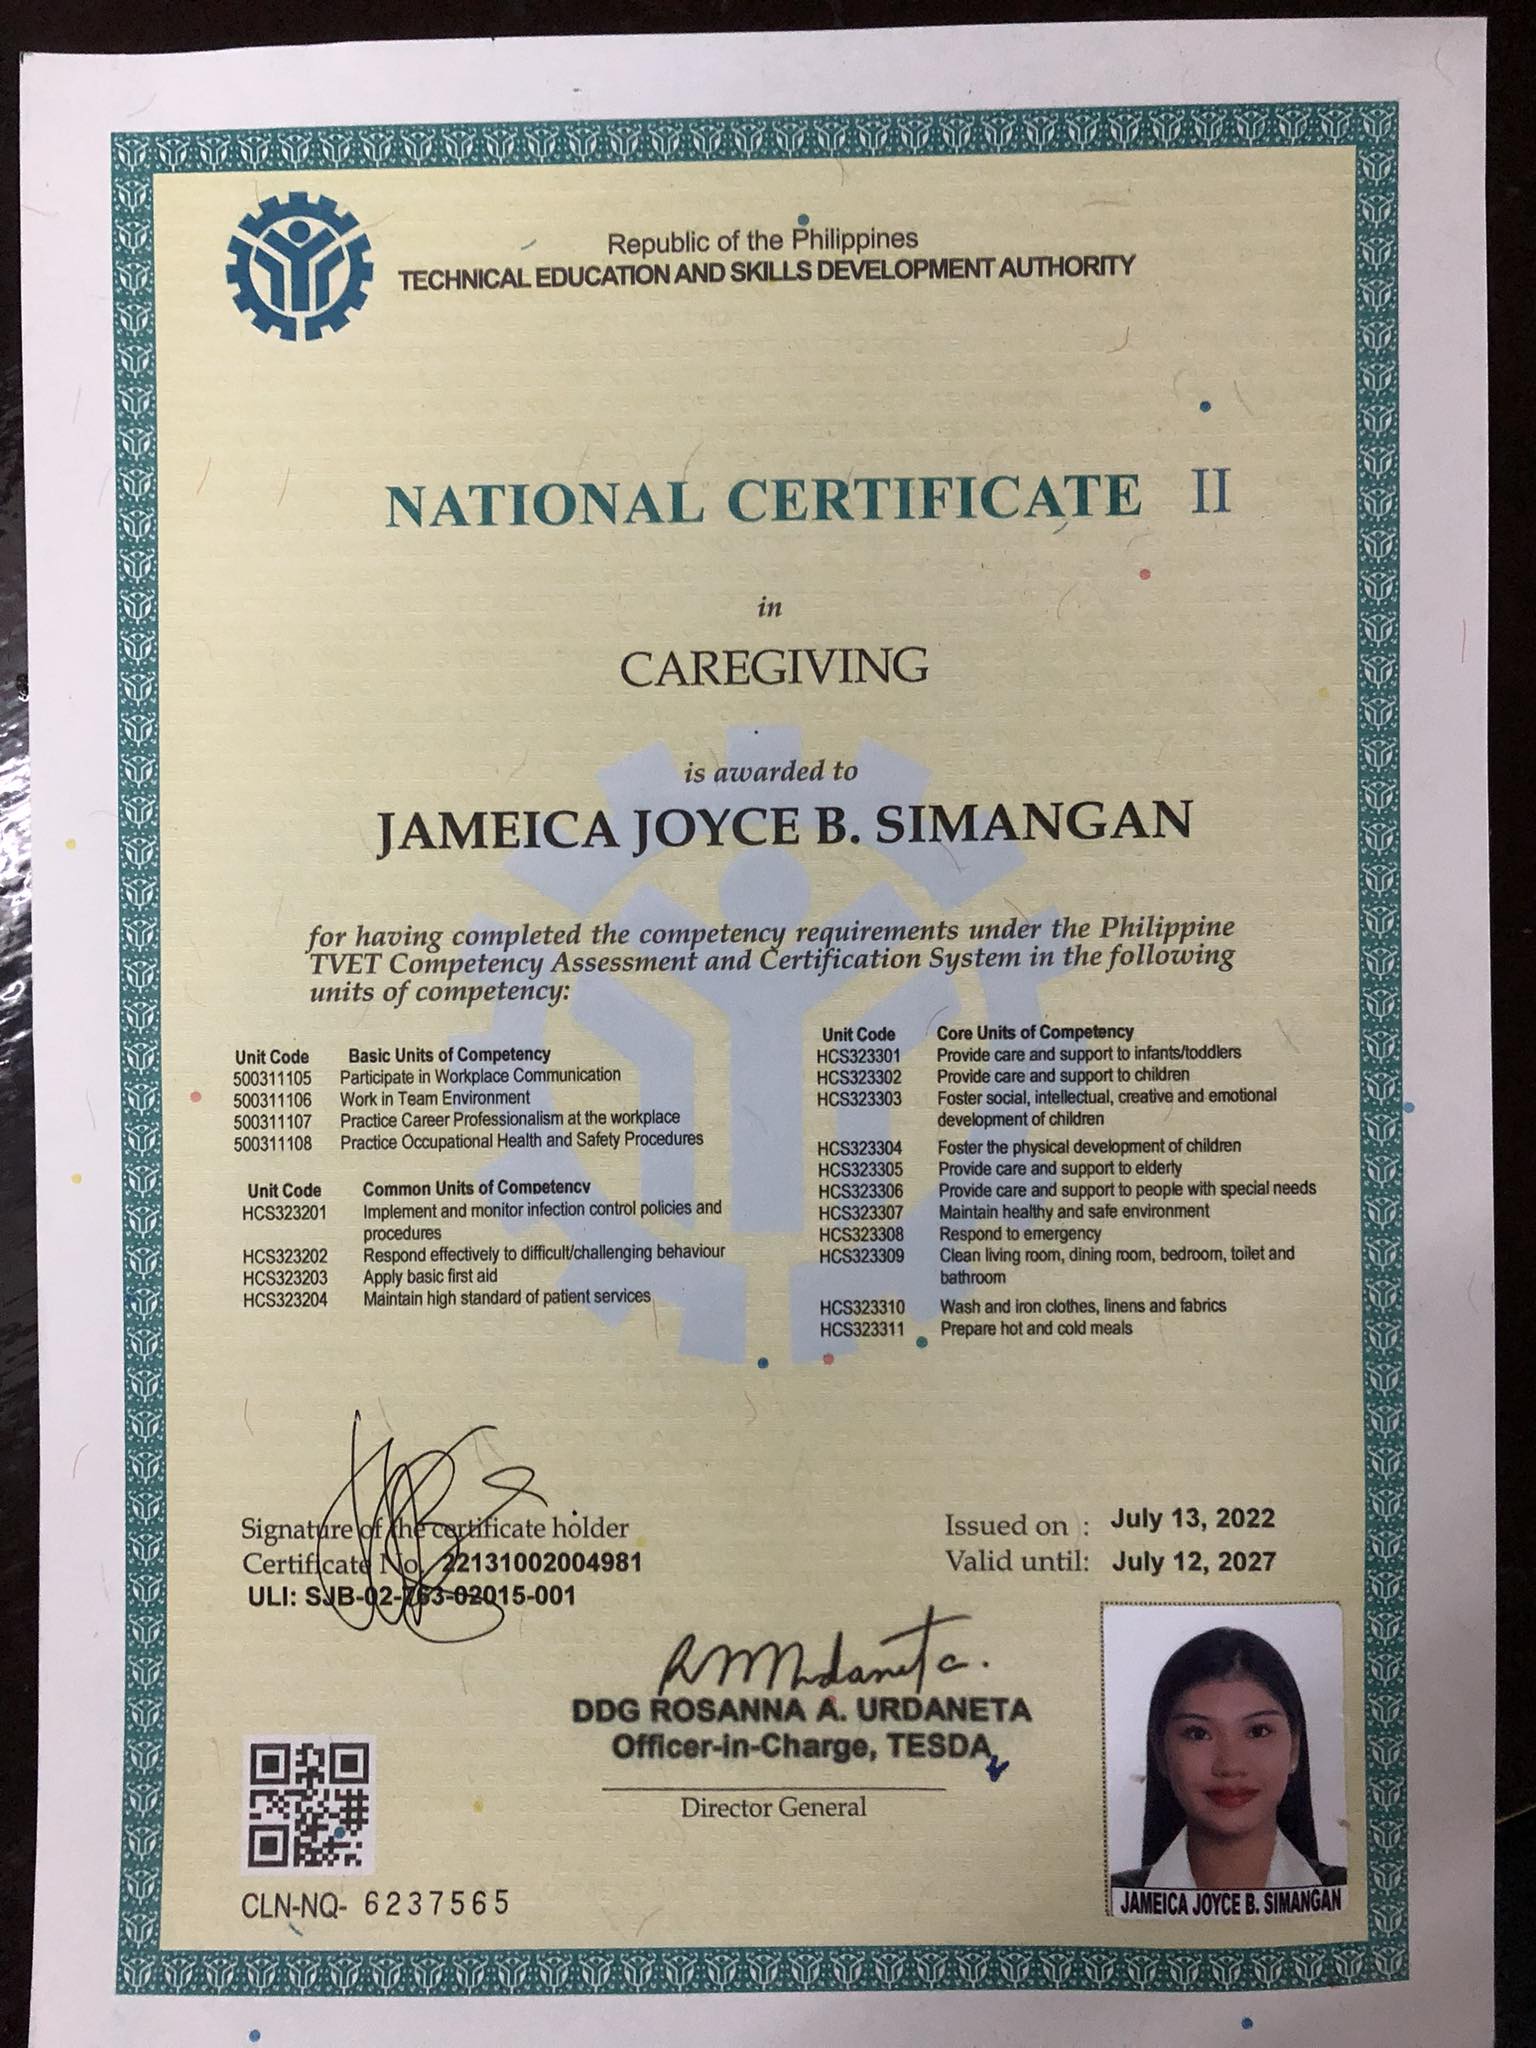 Republic of the Philippines
TECHNICAL EDUCATION AND SKILLS DEVELOPMENT AUTHORITY
NATIONAL CERTIFICATE II
in
CAREGIVING
is awarded to
JAMEICA JOYCE B. SIMANGAN
for having completed the competency requirements under the Philippine
TVET Competency Assessment and Certification System in the following
units of competency:
Unit Code Basic Units of Competency
500311105 Participate in Workplace Communication
500311106 Work in Team Environment
500311107 Practice Career Professionalism at the workplace
500311108 Practice Occupational Health and Safety Procedures
Unit Code Common Units of Competency
HCS323201 Implement and monitor infection control policies and
procedures
HCS323202 Respond effectively to difficult/challenging behaviour
HCS323203 Apply basic first aid
HCS323204 Maintain high standard of patient services
Unit Code Core Units of Competency
HCS323301 Provide care and support to infants/toddlers
HCS323302 Provide care and support to children
HCS323303 Foster social, intellectual, creative and emotional
development of children
HCS323304 Foster the physical development of children
HCS323305 Provide care and support to elderly
HCS323306 Provide care and support to people with special needs
HCS323307 Maintain healthy and safe environment
HCS323308 Respond to emergency
HCS323309 Clean living room, dining room, bedroom, toilet and
bathroom
HCS323310 Wash and iron clothes, linens and fabrics
HCS323311 Prepare hot and cold meals
Signature of the certificate holder
Certificate No. 22131002004981
ULI: SJB-02-763-02015-001
Issued on : July 13, 2022
Valid until: July 12, 2027
RMUrdaneta.
DDG ROSANNA A. URDANETA
Officer-in-Charge, TESDA
Director General
CLN-NQ- 6237565
JAMEICA JOYCE B. SIMANGAN